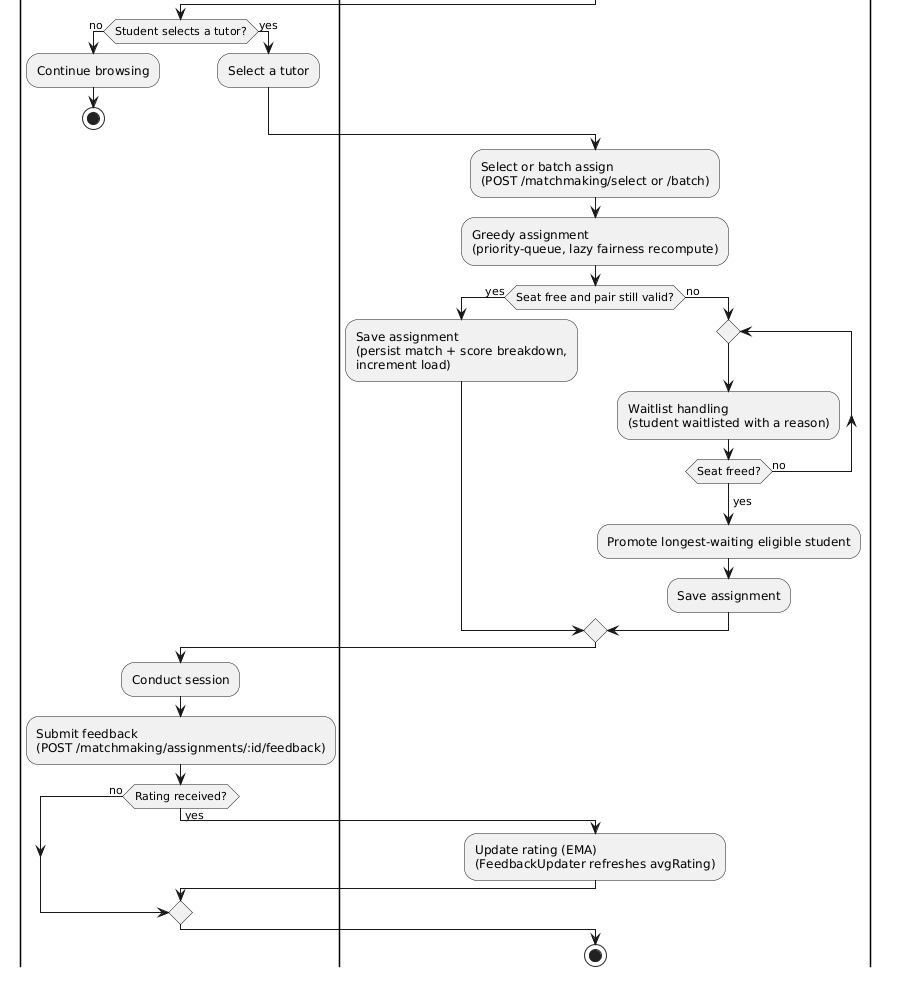 no
Student selects a tutor?
yes
Continue browsing
Select a tutor
Select or batch assign
(POST /matchmaking/select or /batch)
Greedy assignment
(priority-queue, lazy fairness recompute)
yes
Seat free and pair still valid?
no
Save assignment
(persist match + score breakdown,
increment load)
Waitlist handling
(student waitlisted with a reason)
Seat freed?
no
yes
Promote longest-waiting eligible student
Save assignment
Conduct session
Submit feedback
(POST /matchmaking/assignments/:id/feedback)
no
Rating received?
yes
Update rating (EMA)
(FeedbackUpdater refreshes avgRating)